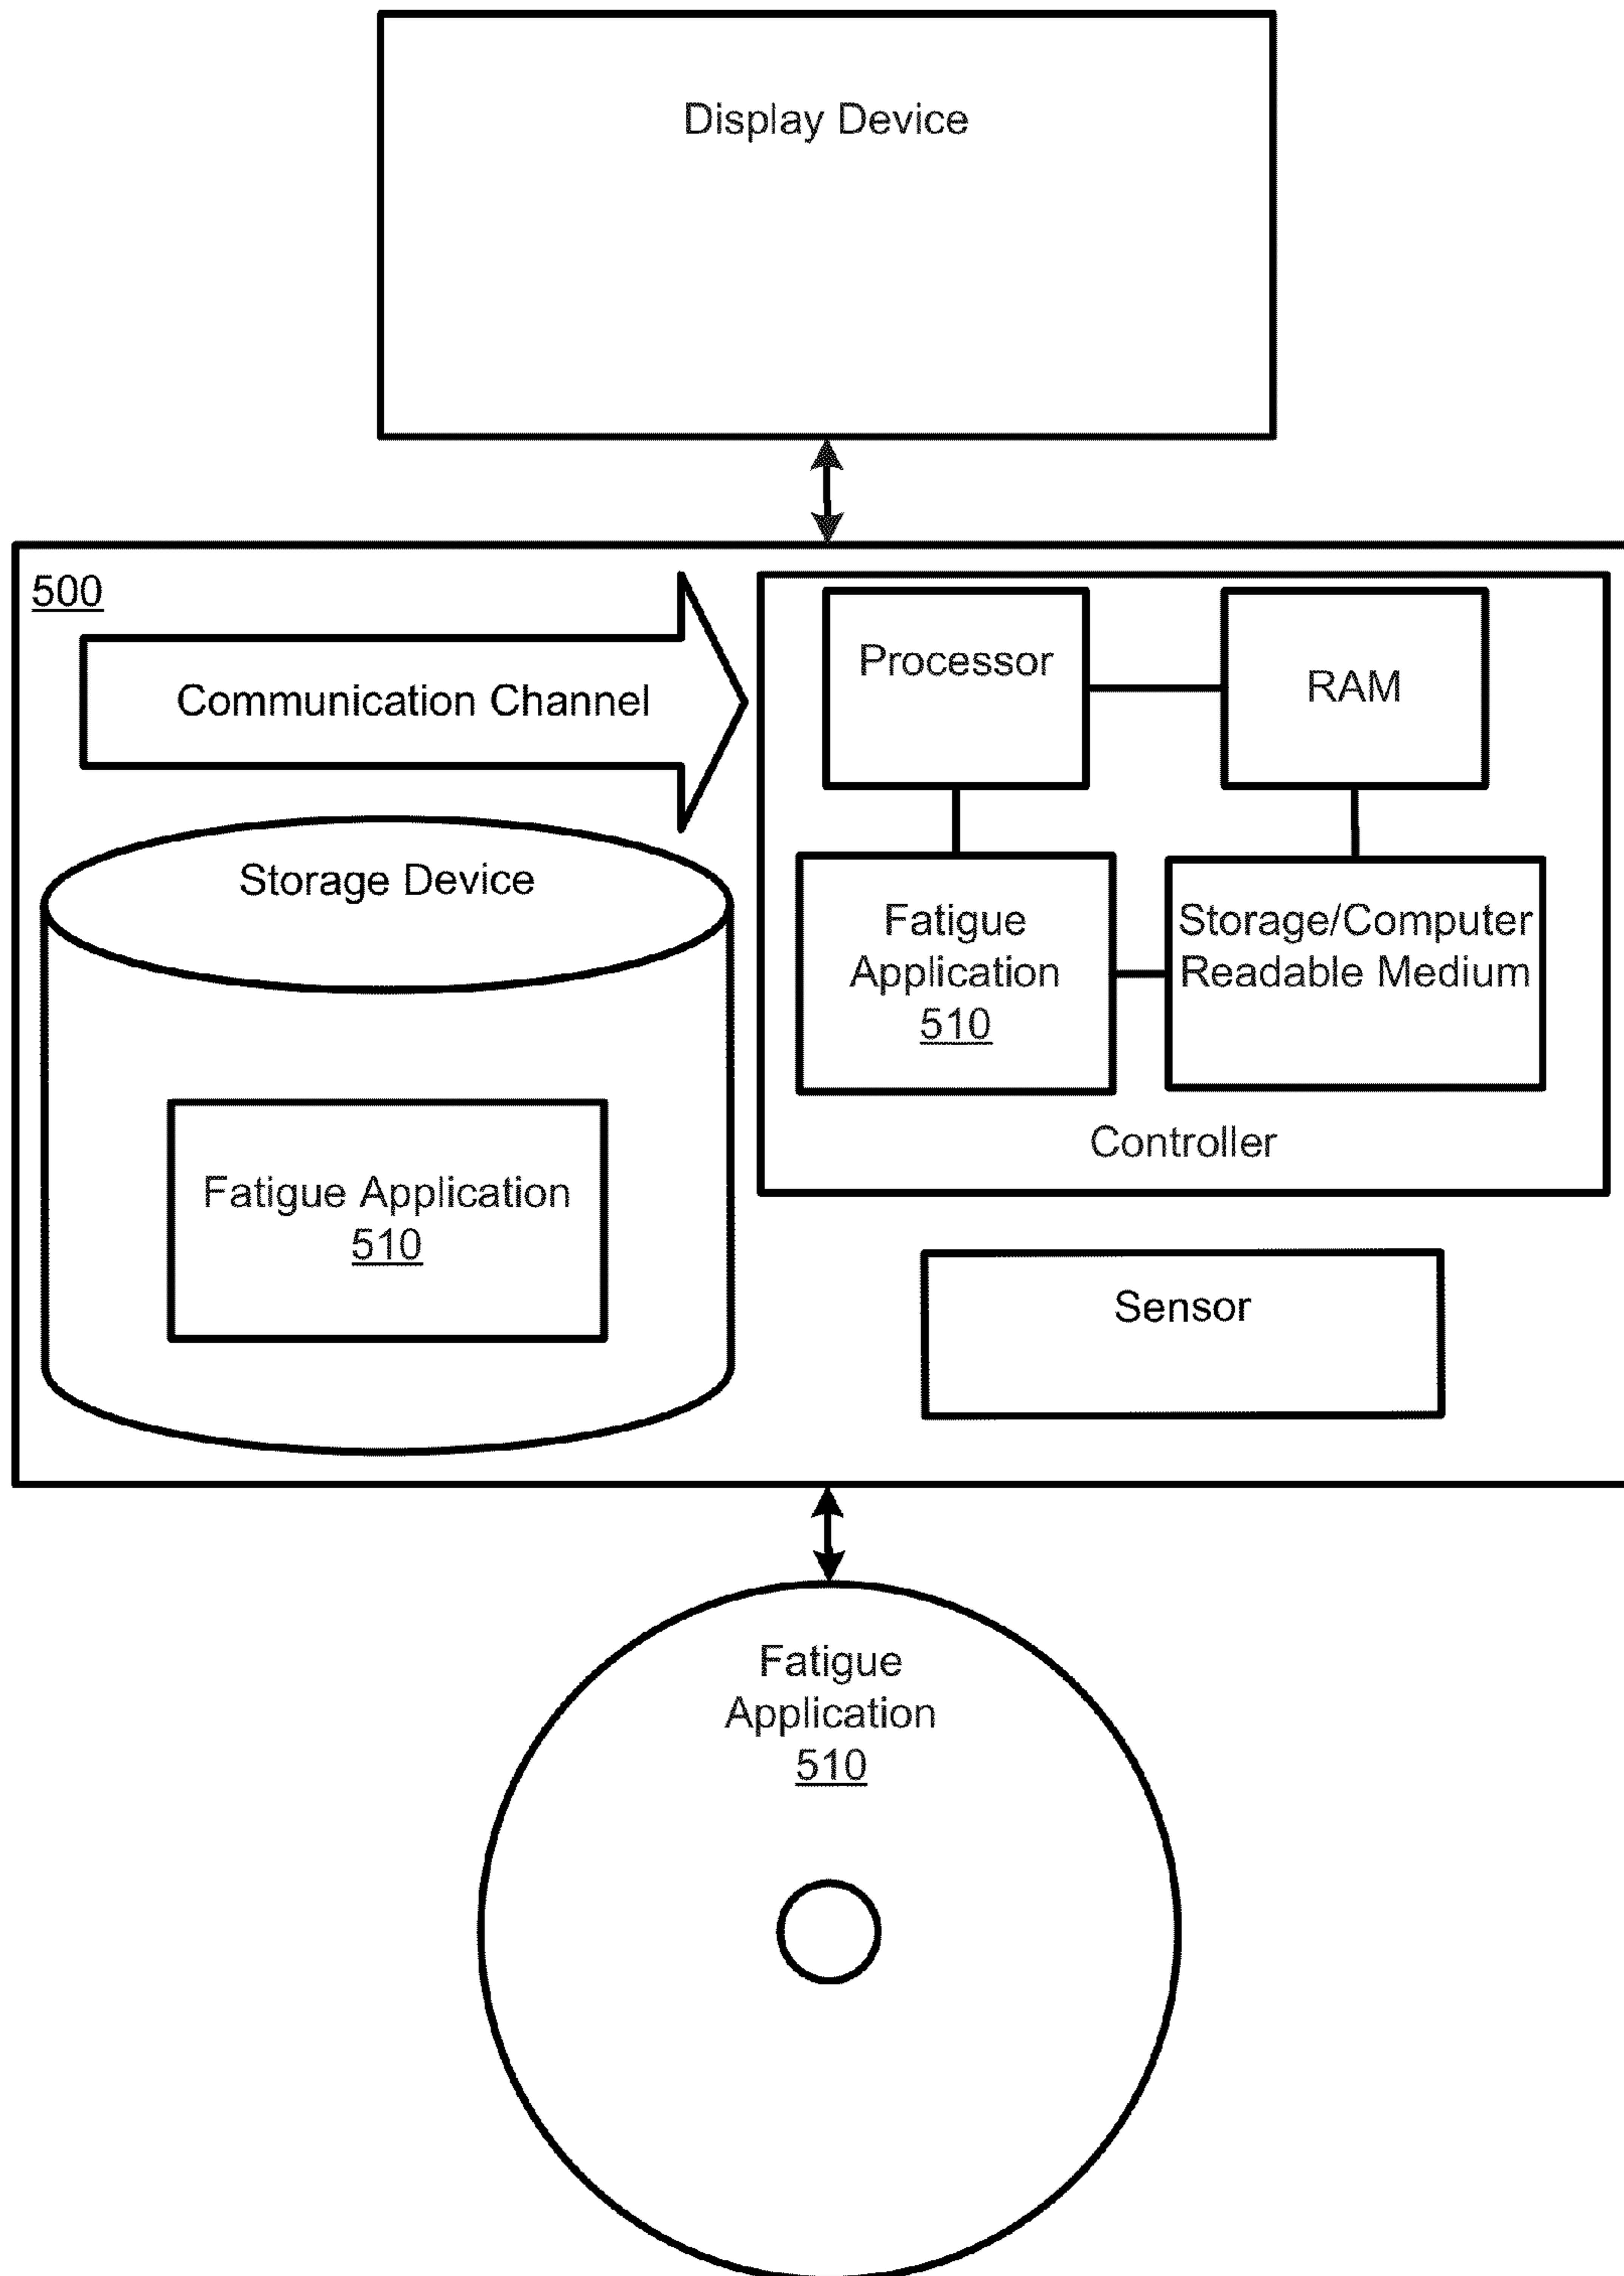 Display Device
500
Communication Channel
Processor
RAM
Storage Device
Fatigue
Application
510
Storage/Computer
Readable Medium
Controller
Fatigue Application
510
Sensor
Fatigue
Application
510